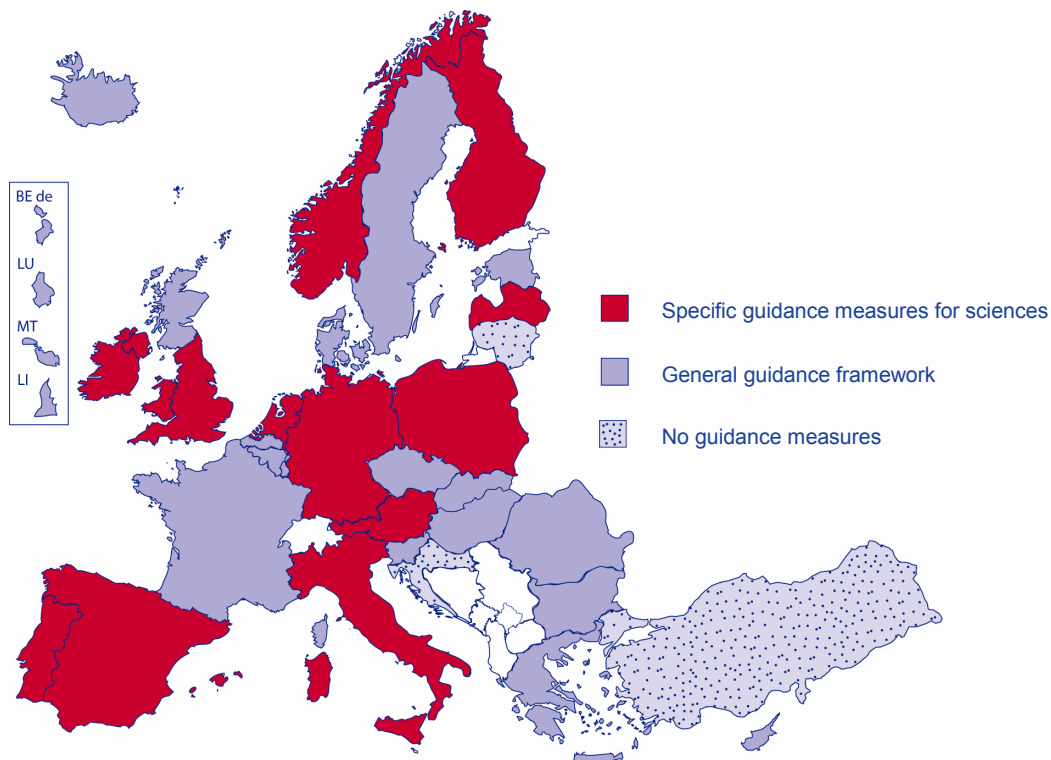 BE de
LU
MT
LI
Specific guidance measures for sciences
General guidance framework
No guidance measures